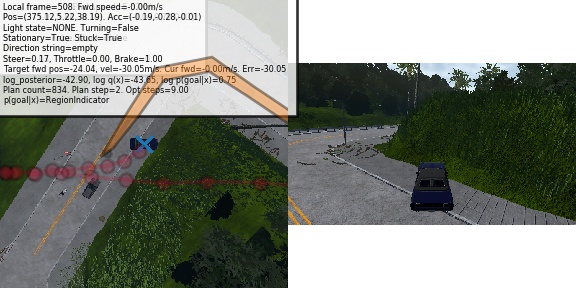 Local frame=508. Fwd speed=-0.00m/s
Pos=(375.12,5.22,38.19). Acc=(-0.19,-0.28,-0.01)
Light state=NONE. Turning=False
Stationary=True. Stuck=True
Direction string=empty
Steer=0.17, Throttle=0.00, Brake=1.00
Target fwd pos=-24.04, vel=-30.05m/s. Cur fwd=-0.00m/s. Err=-30.05
log_posterior=-42.90, log q(x)=-43.65, log p(goal|x)=0.75
Plan count=834. Plan step=2. Opt steps=9.00
p(goal|x)=RegionIndicator